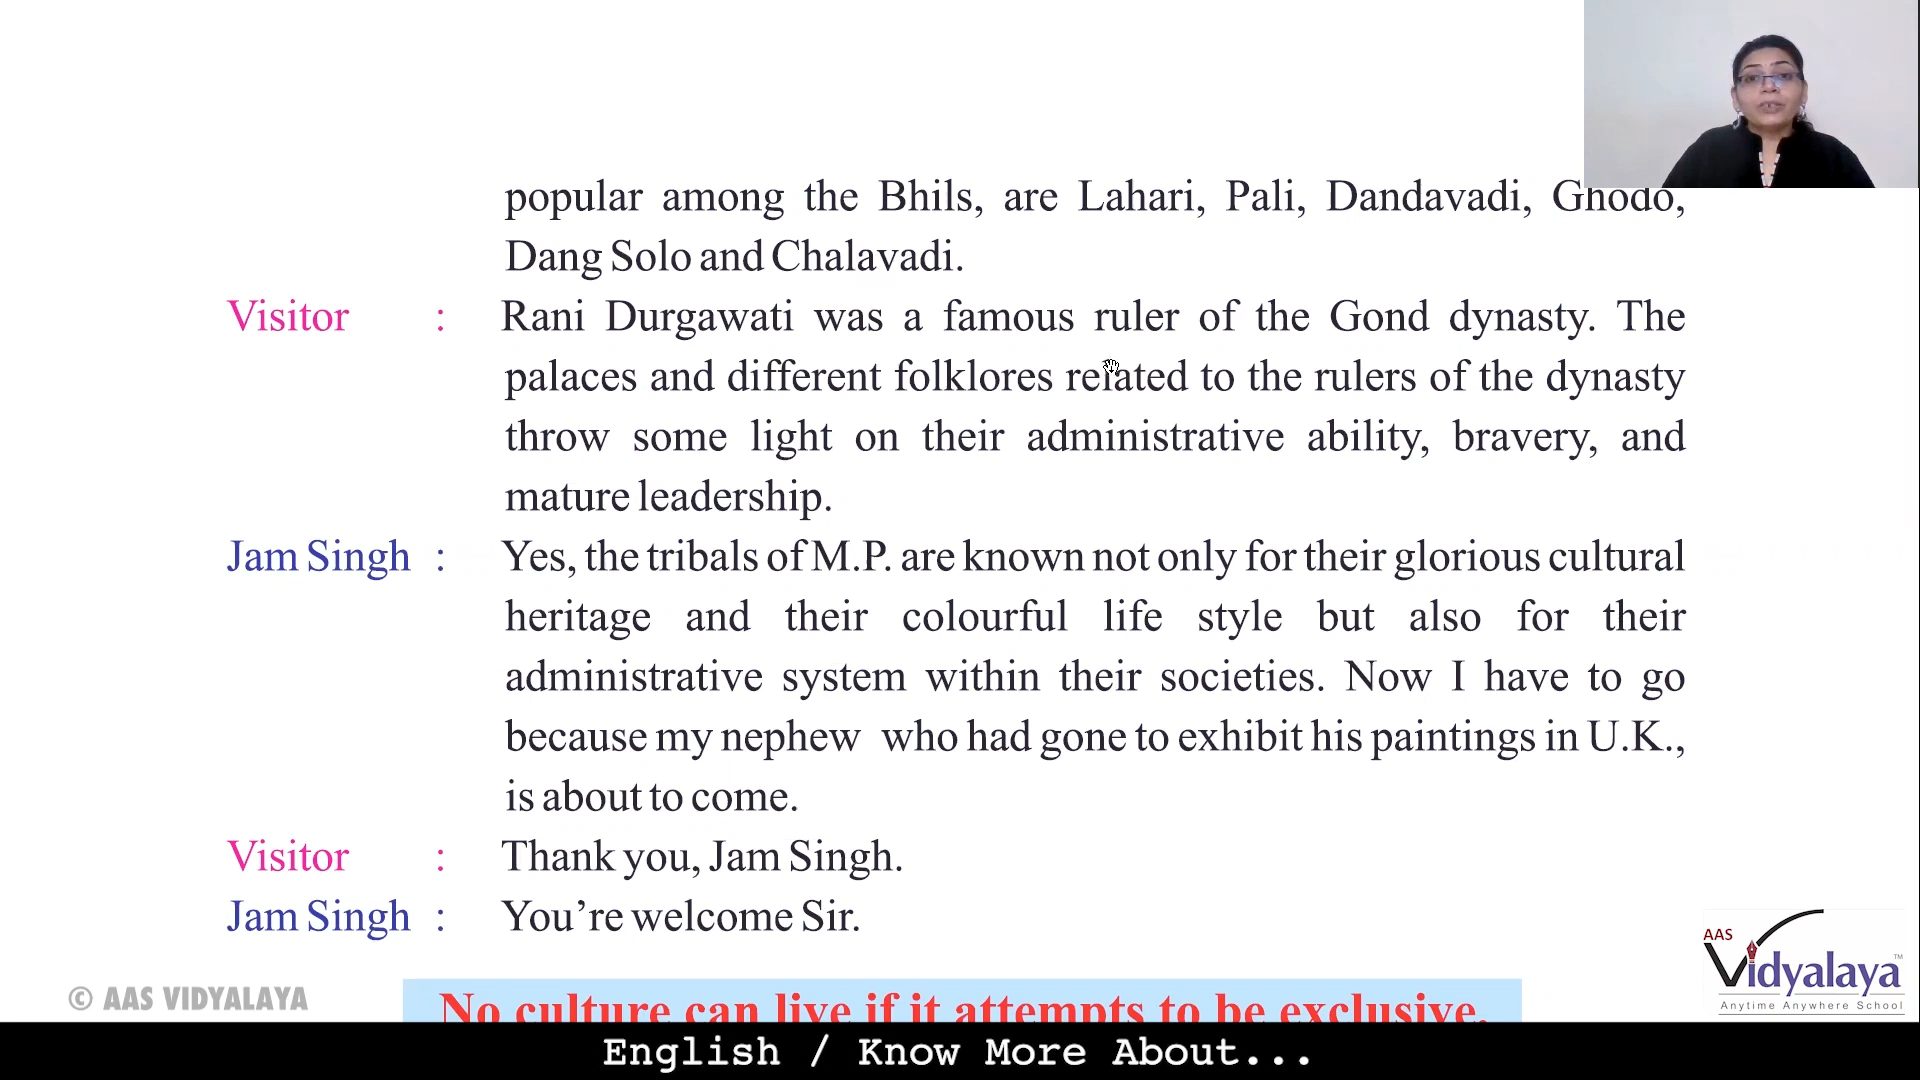 popular among the Bhils, are Lahari, Pali, Dandavadi, Ghodo,
Dang Solo and Chalavadi.
Visitor : Rani Durgawati was a famous ruler of the Gond dynasty. The
palaces and different folklores related to the rulers of the dynasty
throw some light on their administrative ability, bravery, and
mature leadership.
Jam Singh : Yes, the tribals of M.P. are known not only for their glorious cultural
heritage and their colourful life style but also for their
administrative system within their societies. Now I have to go
because my nephew who had gone to exhibit his paintings in U.K.,
is about to come.
Visitor : Thank you, Jam Singh.
Jam Singh : You’re welcome Sir.
AAS
Vidyalaya™
Anytime Anywhere School
© AAS VIDYALAYA
No culture can live if it attempts to be exclusive.
English / Know More About...